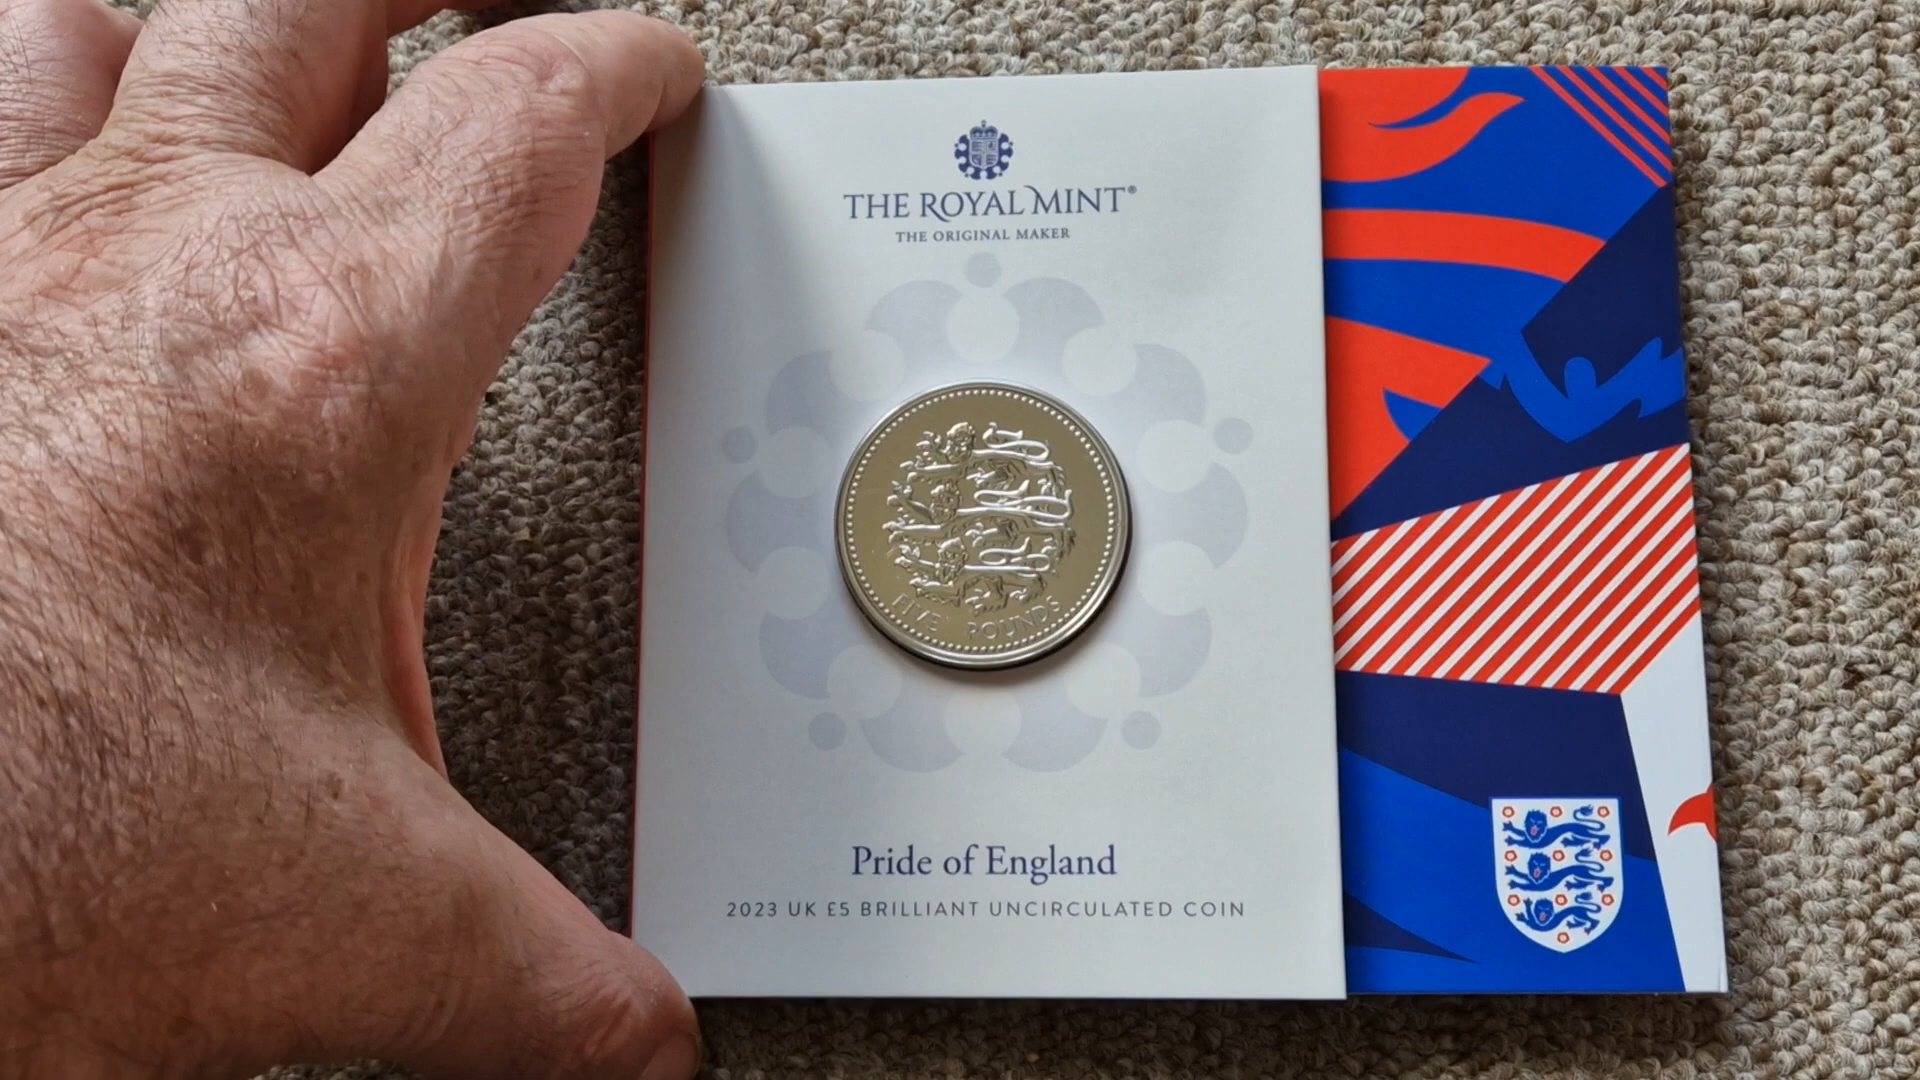 THE ROYAL MINT®
THE ORIGINAL MAKER
FIVE POUNDS
Pride of England
2023 UK £5 BRILLIANT UNCIRCULATED COIN